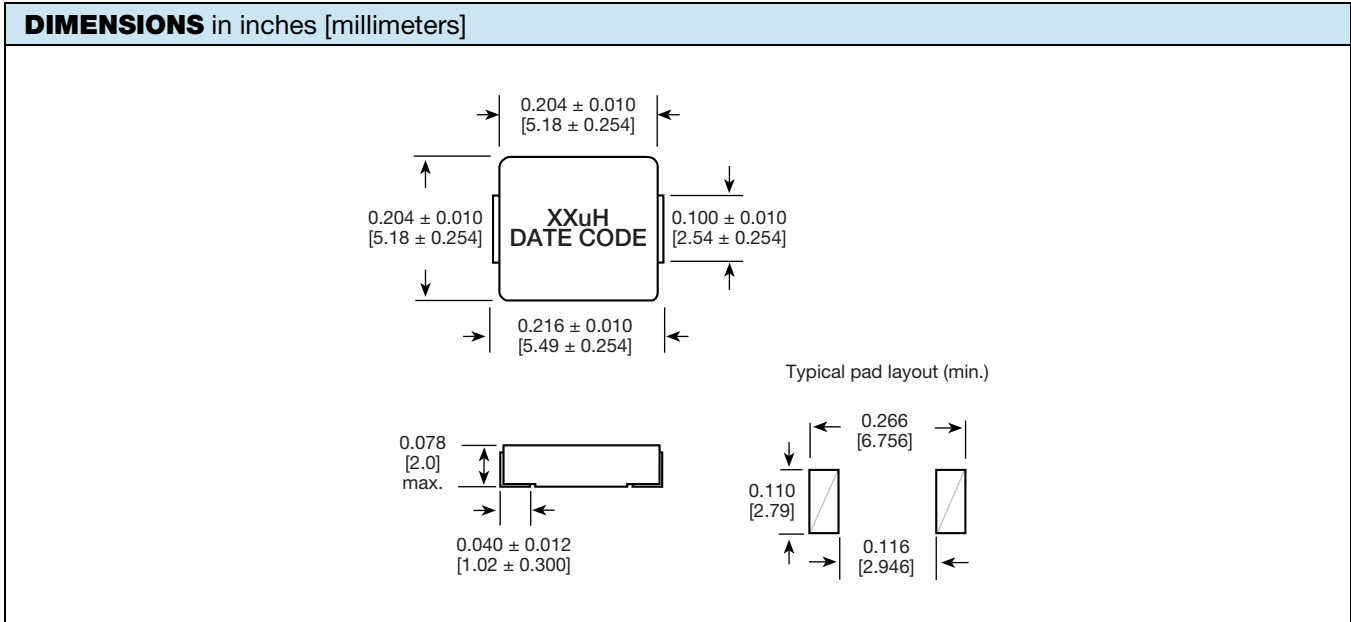 DIMENSIONS in inches [millimeters]
0.204 ± 0.010
[5.18 ± 0.254]
0.204 ± 0.010
[5.18 ± 0.254]
XXuH
DATE CODE
0.100 ± 0.010
[2.54 ± 0.254]
0.216 ± 0.010
[5.49 ± 0.254]
Typical pad layout (min.)
0.078
[2.0]
max.
0.040 ± 0.012
[1.02 ± 0.300]
0.266
[6.756]
0.110
[2.79]
0.116
[2.946]